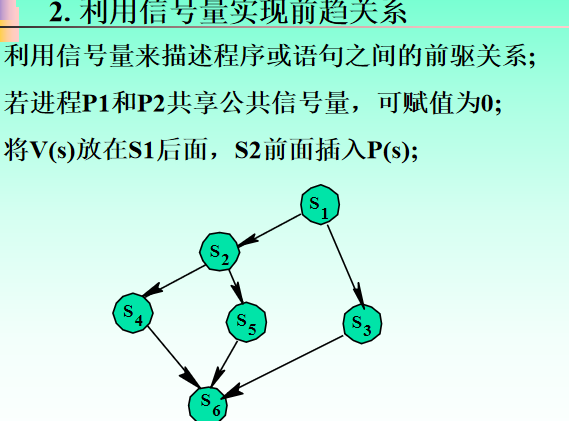 2. 利用信号量实现前趋关系
利用信号量来描述程序或语句之间的前驱关系;
若进程P1和P2共享公共信号量，可赋值为0;
将V(s)放在S1后面，S2前面插入P(s);
S1
S2
S4
S5
S3
S6